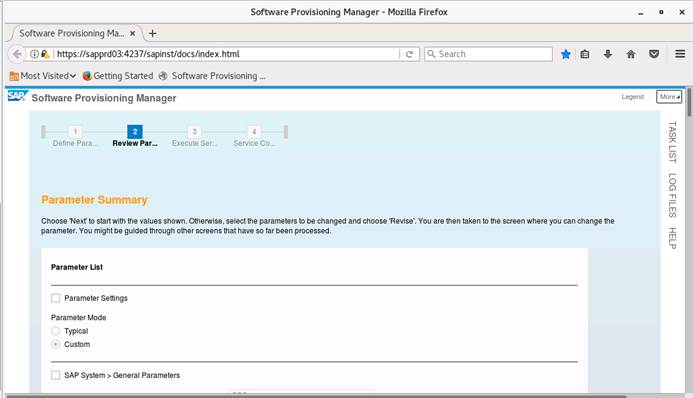 Software Provisioning Manager - Mozilla Firefox
Software Provisioning Ma...
https://sapprd03:4237/sapinst/docs/index.html
Search
Most Visited
Getting Started
Software Provisioning ...
SAP
Software Provisioning Manager
Legend
More
1
2
3
4
Define Para...
Review Par...
Execute Ser...
Service Co...
TASK LIST
LOG FILES
HELP
Parameter Summary
Choose 'Next' to start with the values shown. Otherwise, select the parameters to be changed and choose 'Revise'. You are then taken to the screen where you can change the
parameter. You might be guided through other screens that have so far been processed.
Parameter List
Parameter Settings
Parameter Mode
Typical
Custom
SAP System > General Parameters